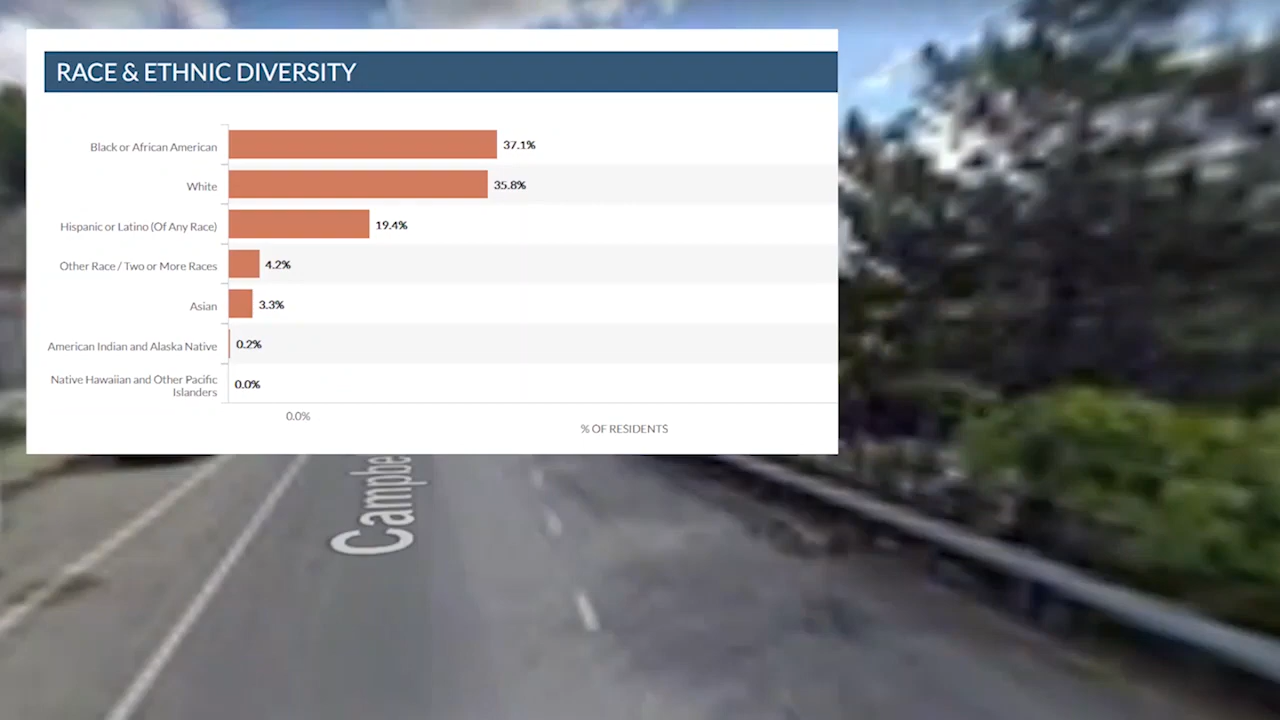 RACE & ETHNIC DIVERSITY
Black or African American 37.1%
White 35.8%
Hispanic or Latino (Of Any Race) 19.4%
Other Race / Two or More Races 4.2%
Asian 3.3%
American Indian and Alaska Native 0.2%
Native Hawaiian and Other Pacific
Islanders 0.0%
0.0%
% OF RESIDENTS
Campbe